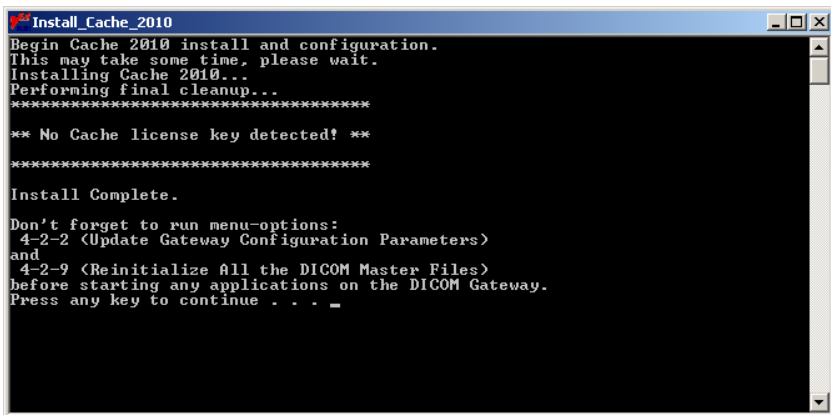 Install_Cache_2010
Begin Cache 2010 install and configuration.
This may take some time, please wait.
Installing Cache 2010...
Performing final cleanup...
************************************
** No Cache license key detected! **
************************************
Install Complete.
Don't forget to run menu-options:
4-2-2 (Update Gateway Configuration Parameters)
and
4-2-9 (Reinitialize All the DICOM Master Files)
before starting any applications on the DICOM Gateway.
Press any key to continue . . . _